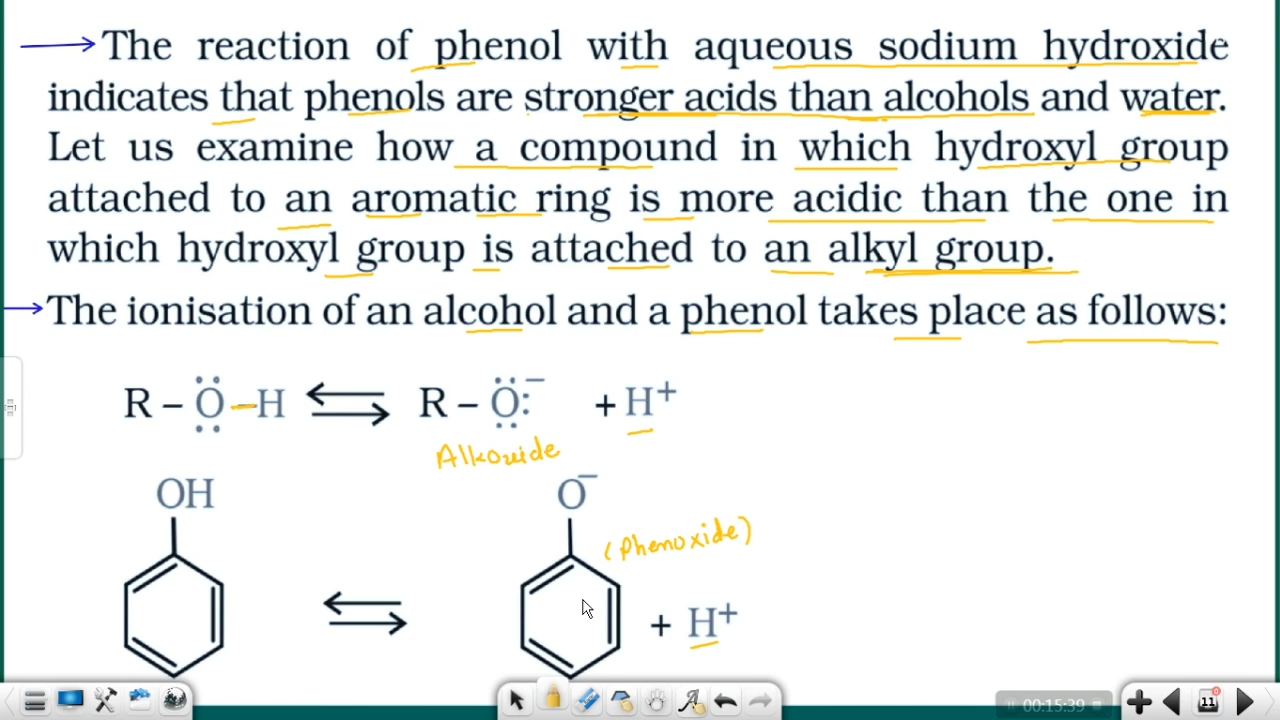 The reaction of phenol with aqueous sodium hydroxide
indicates that phenols are stronger acids than alcohols and water.
Let us examine how a compound in which hydroxyl group
attached to an aromatic ring is more acidic than the one in
which hydroxyl group is attached to an alkyl group.
The ionisation of an alcohol and a phenol takes place as follows:
R – O – H ⇌ R – O:⁻ + H⁺
Alkoxide
OH O⁻
(Phenoxide)
⇌ + H⁺
00:15:39 11